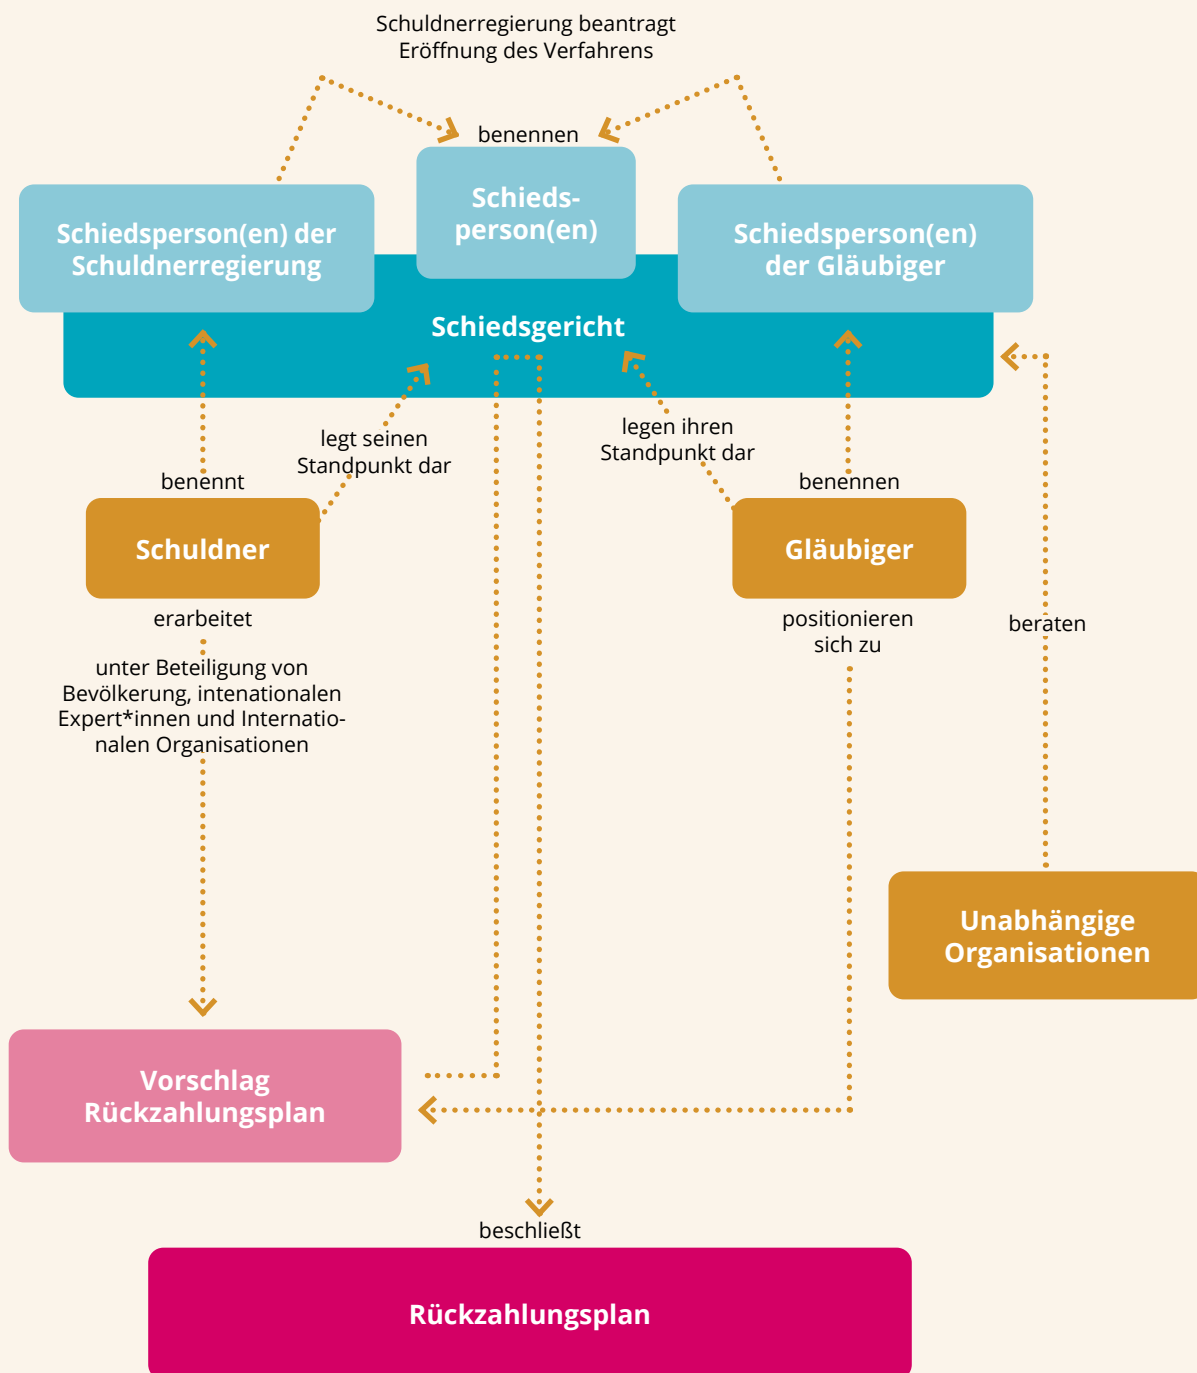 Schuldnerregierung beantragt
Eröffnung des Verfahrens
benennen
Schieds-
person(en)
Schiedsperson(en) der
Schuldnerregierung
Schiedsperson(en)
der Gläubiger
Schiedsgericht
legt seinen
Standpunkt dar
legen ihren
Standpunkt dar
benennt
benennen
Schuldner
Gläubiger
erarbeitet
positionieren
sich zu
beraten
unter Beteiligung von
Bevölkerung, intenationalen
Expert*innen und Internatio-
nalen Organisationen
Unabhängige
Organisationen
Vorschlag
Rückzahlungsplan
beschließt
Rückzahlungsplan